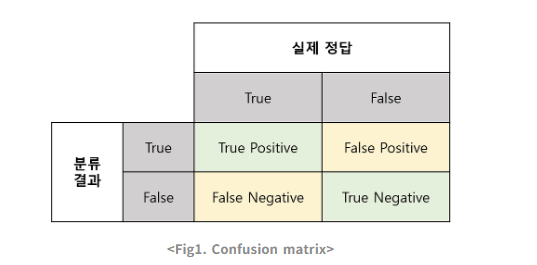 실제 정답
True False
분류
결과
True True Positive False Positive
False False Negative True Negative
<Fig1. Confusion matrix>